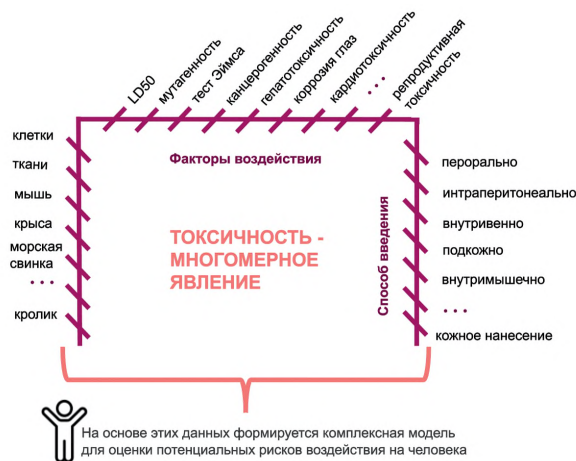 LD50
мутагенность
тест Эймса
канцерогенность
гепатотоксичность
коррозия глаз
кардиотоксичность
...
репродуктивная
токсичность
Факторы воздействия
клетки
ткани
мышь
крыса
морская
свинка
...
кролик
ТОКСИЧНОСТЬ -
МНОГОМЕРНОЕ
ЯВЛЕНИЕ
Способ введения
перорально
интраперитонеально
внутривенно
подкожно
внутримышечно
...
кожное нанесение
На основе этих данных формируется комплексная модель
для оценки потенциальных рисков воздействия на человека